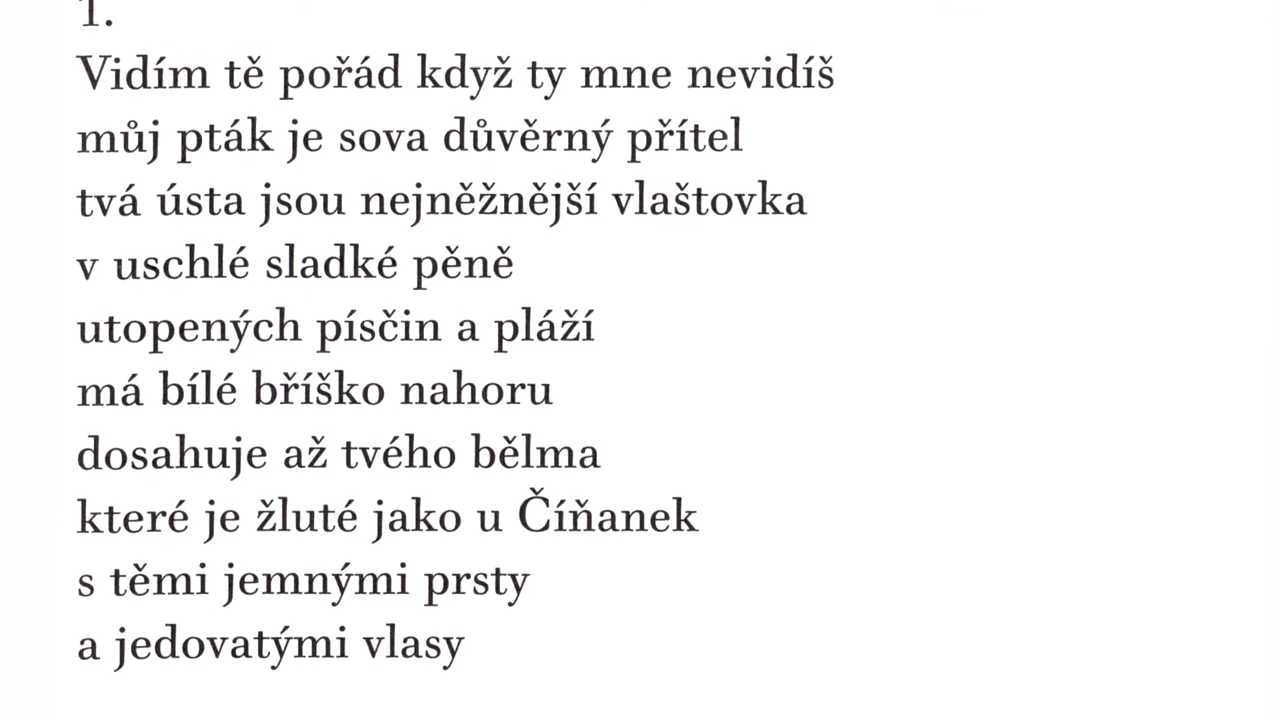 1.
Vidím tě pořád když ty mne nevidíš
můj pták je sova důvěrný přítel
tvá ústa jsou nejněžnější vlaštovka
v uschlé sladké pěně
utopených písčin a pláží
má bílé bříško nahoru
dosahuje až tvého bělma
které je žluté jako u Číňanek
s těmi jemnými prsty
a jedovatými vlasy